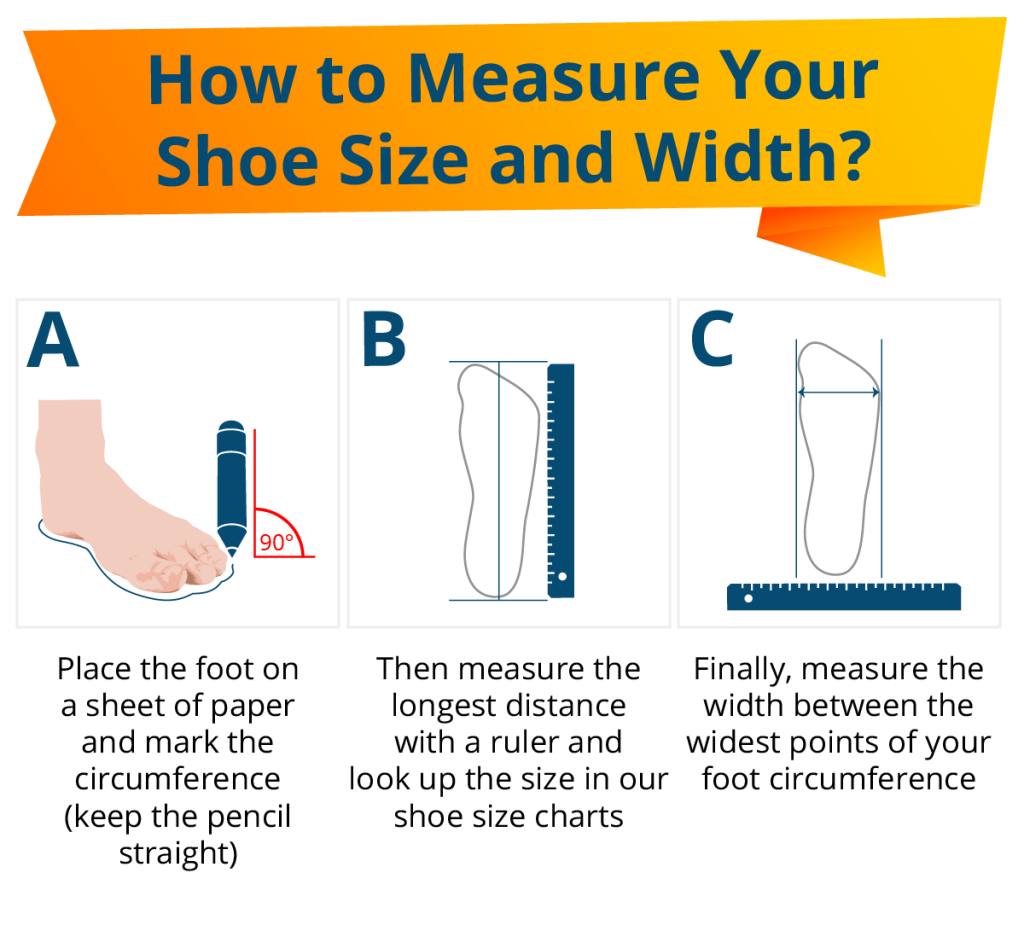 How to Measure Your
Shoe Size and Width?
A
90°
Place the foot on
a sheet of paper
and mark the
circumference
(keep the pencil
straight)
B
Then measure the
longest distance
with a ruler and
look up the size in our
shoe size charts
C
Finally, measure the
width between the
widest points of your
foot circumference